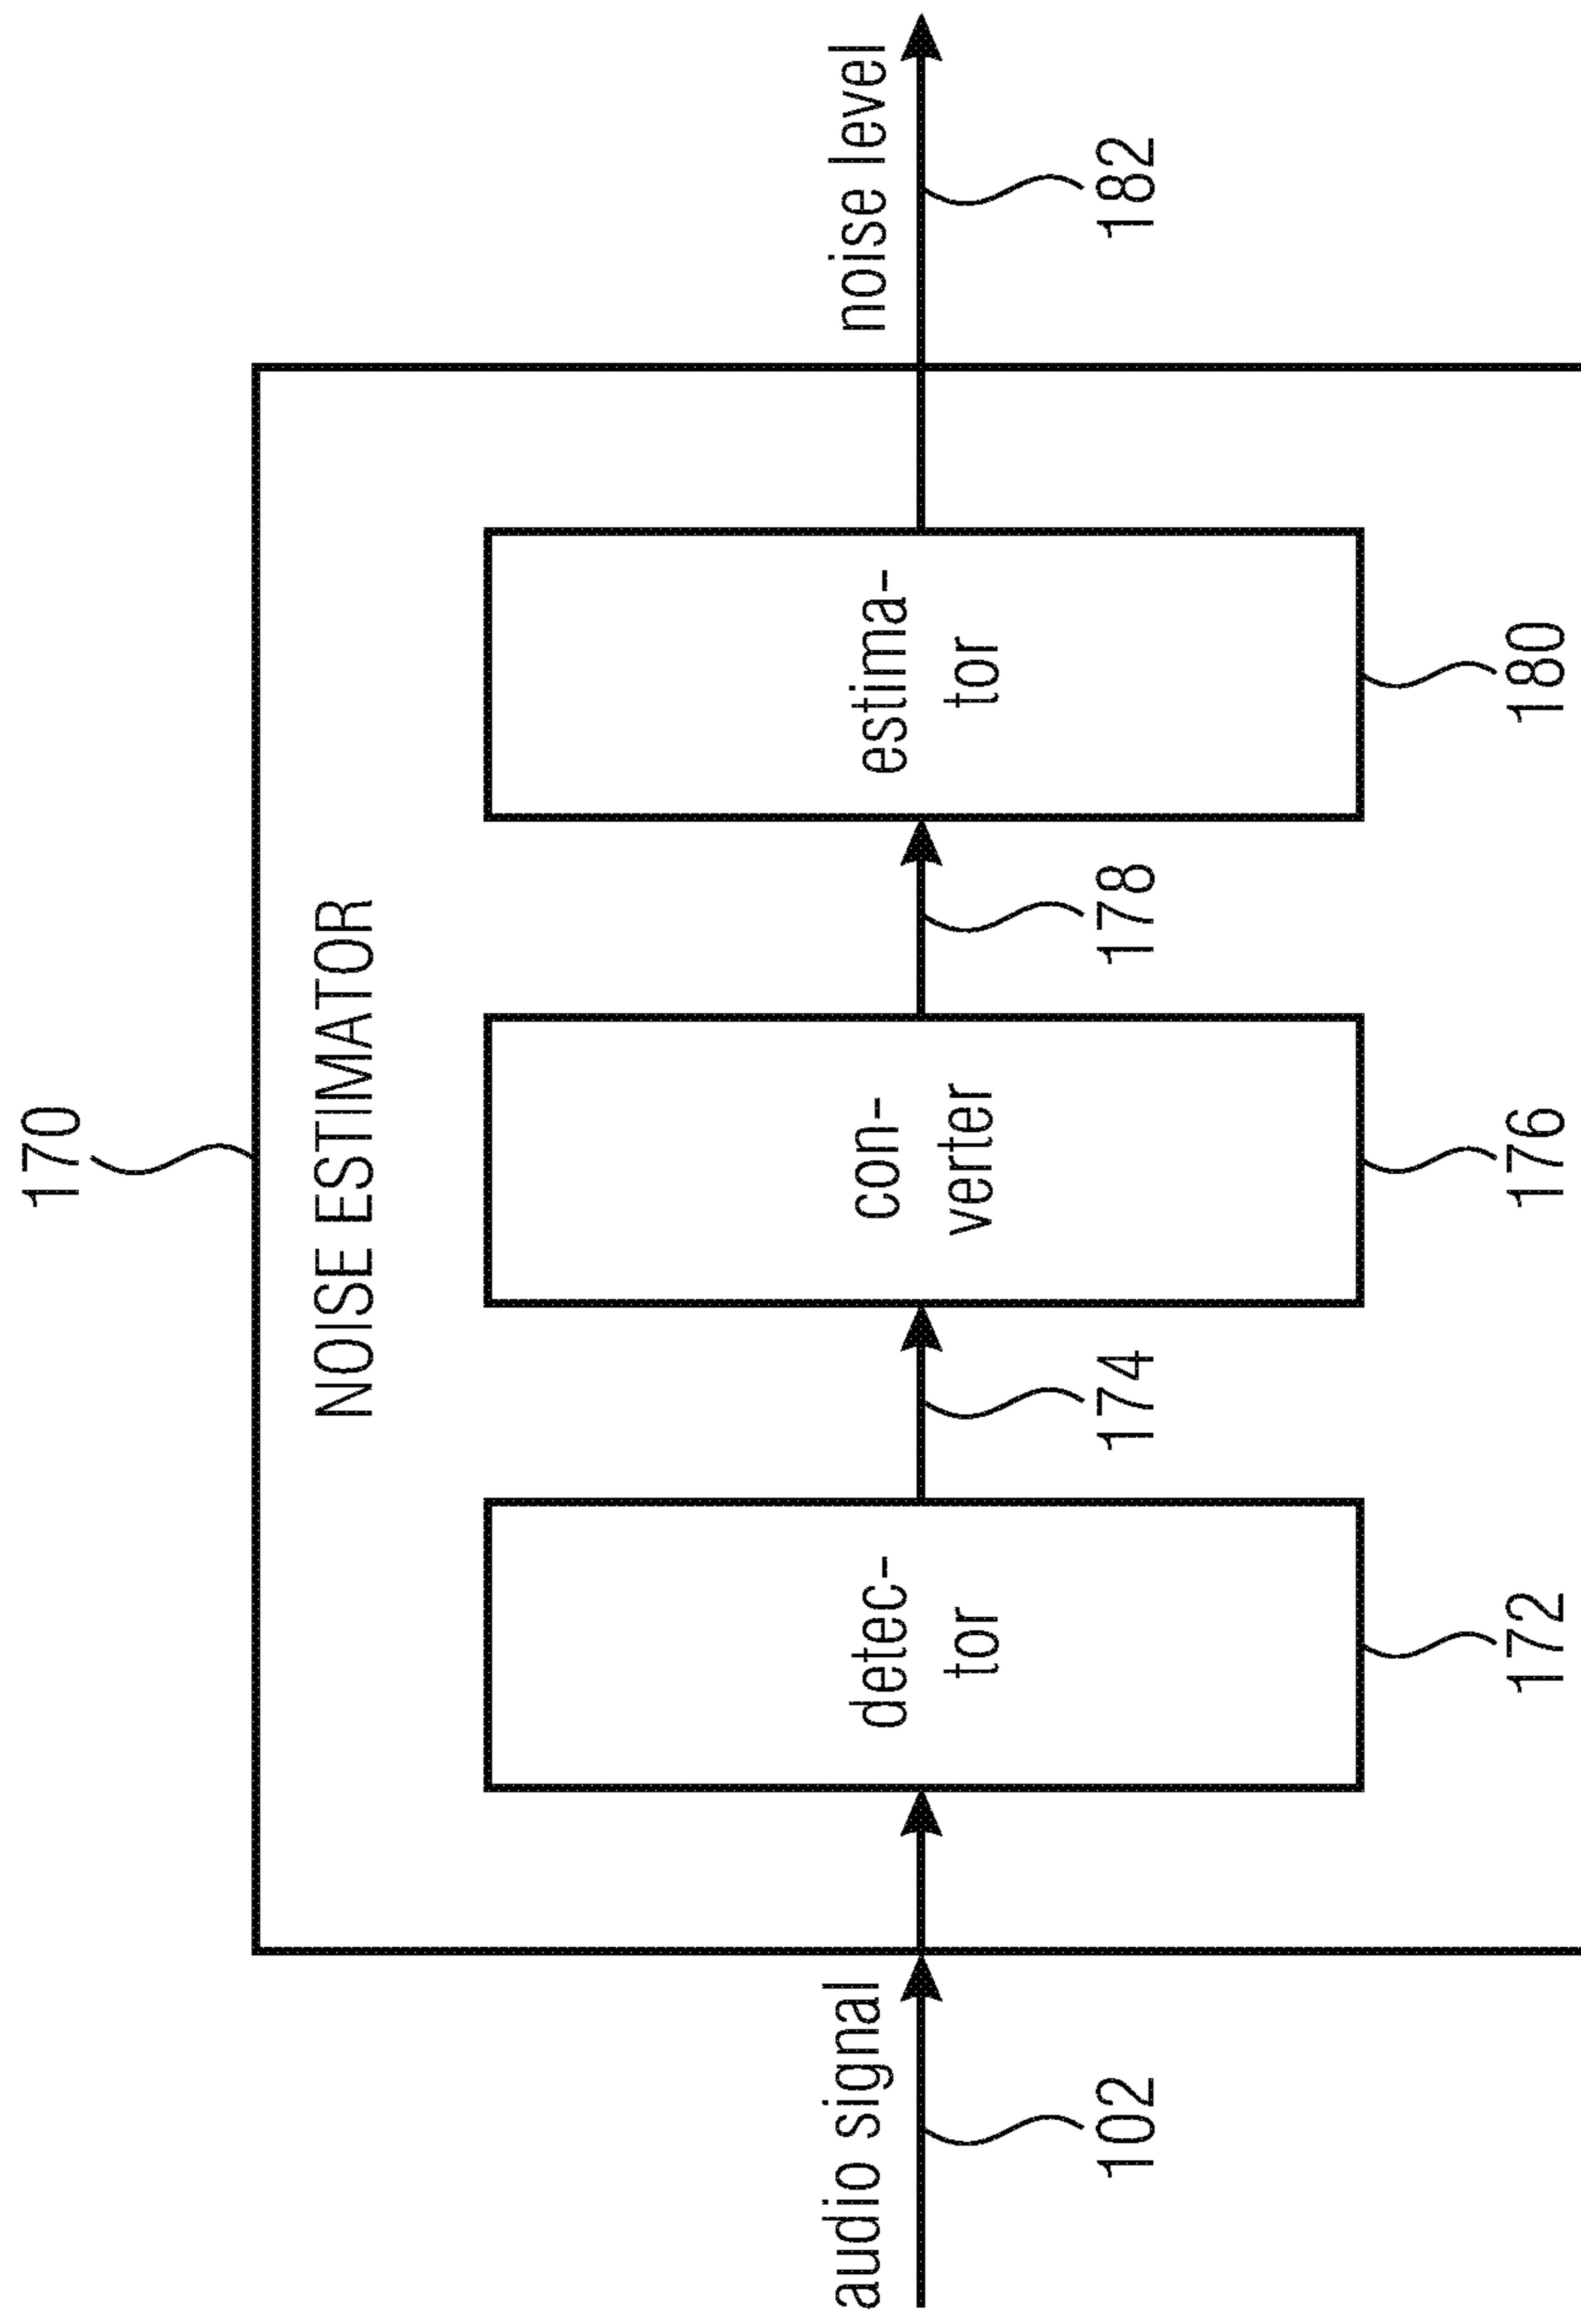 170
NOISE ESTIMATOR
audio signal
102
detec-
tor
172
174
con-
verter
176
178
estima-
tor
180
noise level
182